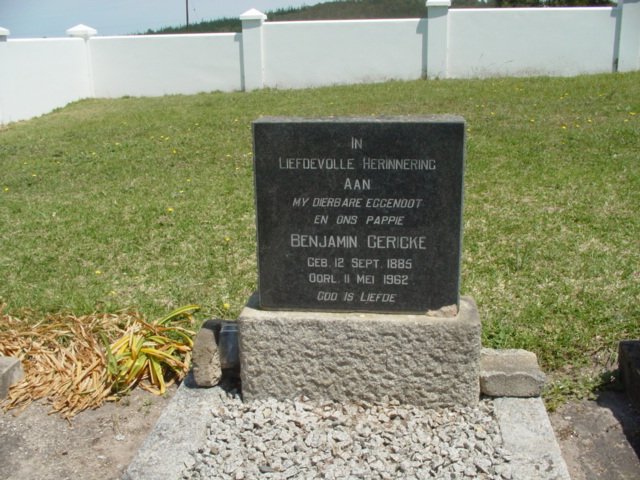 IN
LIEFDEVOLLE HERINNERING
AAN
MY DIERBARE EGGENOOT
EN ONS PAPPIE
BENJAMIN GERICKE
GEB. 12 SEPT. 1885
OORL. 11 MEI 1962
GOD IS LIEFDE